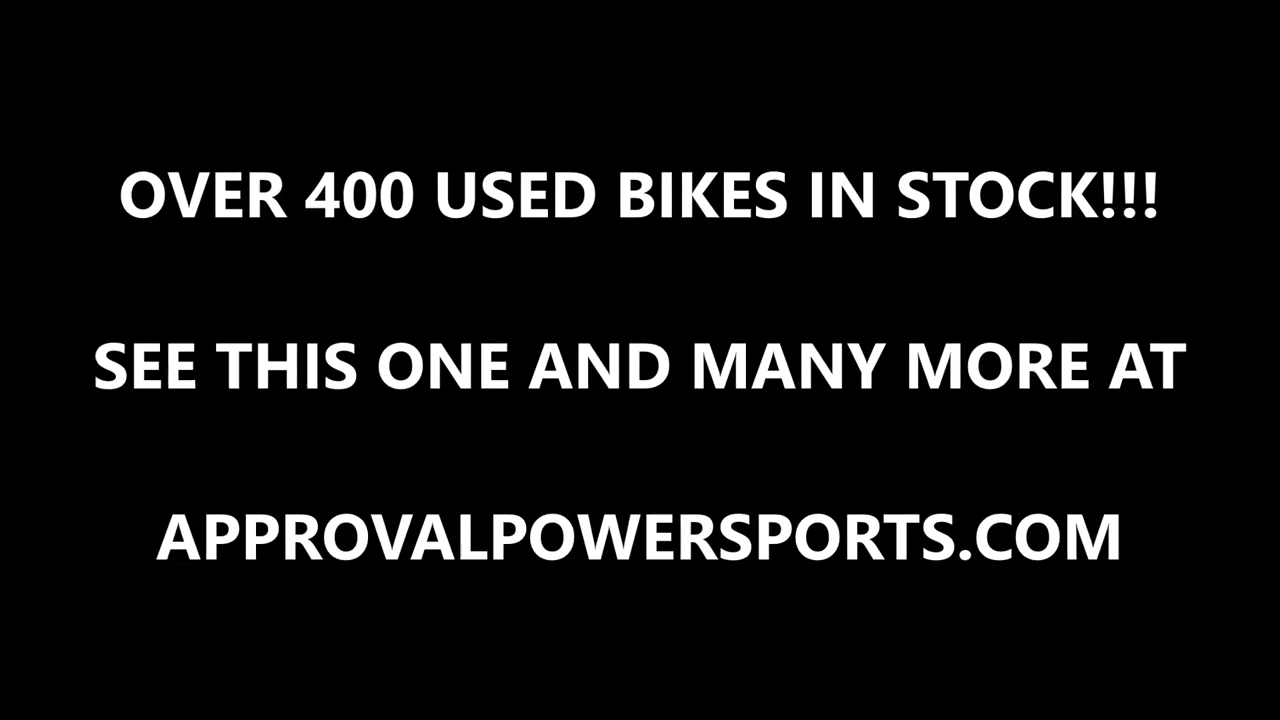 OVER 400 USED BIKES IN STOCK!!!
SEE THIS ONE AND MANY MORE AT
APPROVALPOWERSPORTS.COM